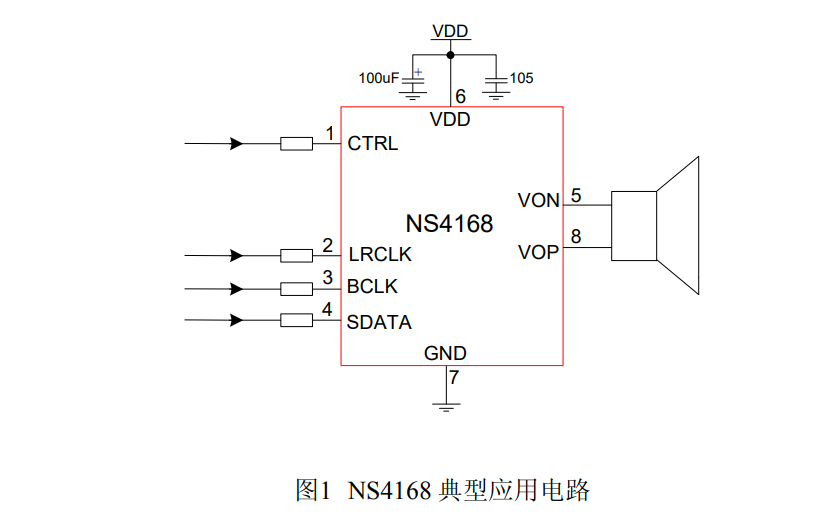 VDD
100uF
+
105
6
VDD
1
CTRL
5
VON
NS4168
8
VOP
2
LRCLK
3
BCLK
4
SDATA
GND
7
图1 NS4168 典型应用电路